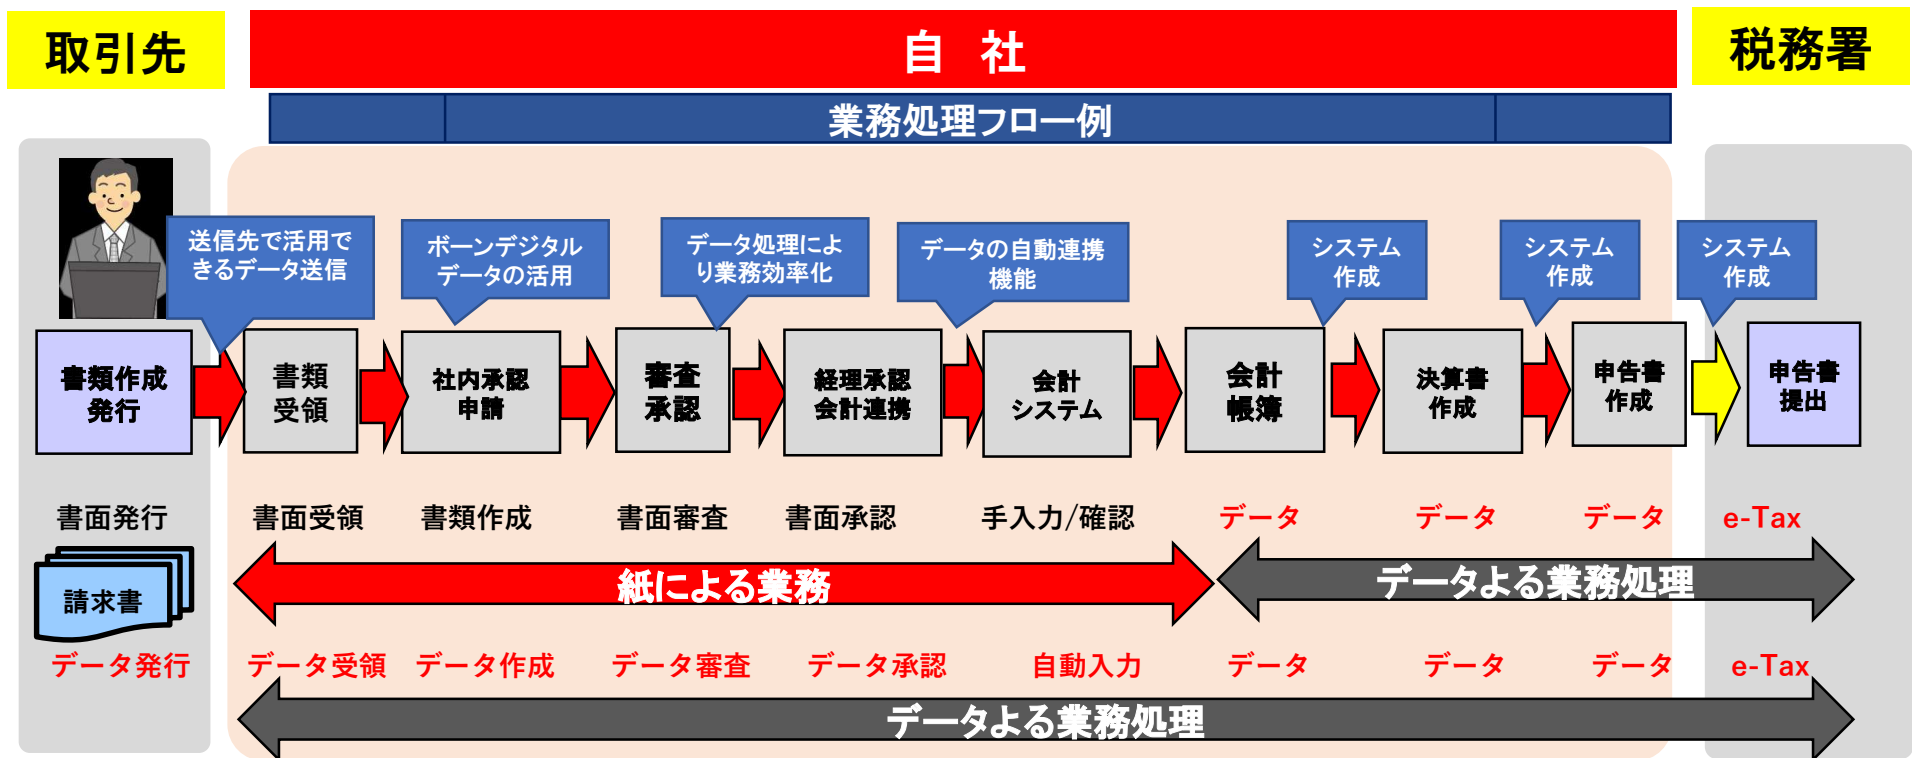 取引先
自 社
税務署
業務処理フロー例
送信先で活用で
きるデータ送信
ボーンデジタル
データの活用
データ処理によ
り業務効率化
データの自動連携
機能
システム
作成
システム
作成
システム
作成
書類作成
発行
書類
受領
社内承認
申請
審査
承認
経理承認
会計連携
会計
システム
会計
帳簿
決算書
作成
申告書
作成
申告書
提出
書面発行
書面受領
書類作成
書面審査
書面承認
手入力/確認
データ
データ
データ
e-Tax
請求書
紙による業務
データよる業務処理
データ発行
データ受領
データ作成
データ審査
データ承認
自動入力
データ
データ
データ
e-Tax
データよる業務処理